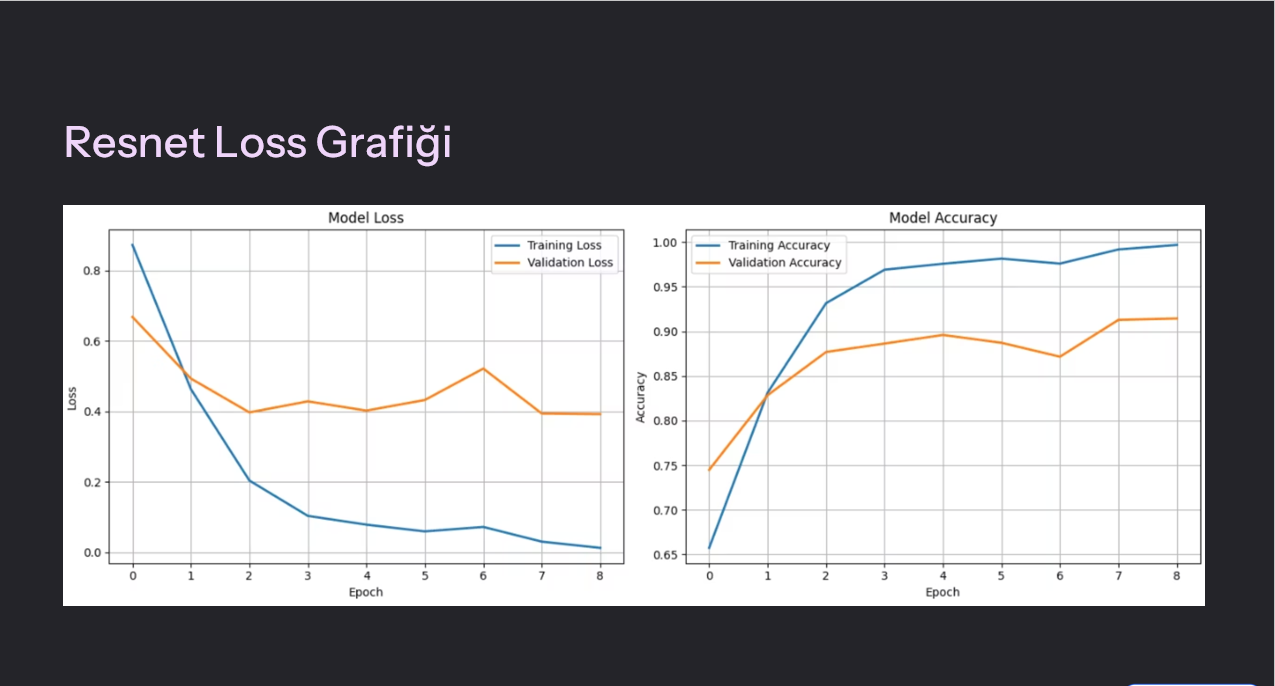 Resnet Loss Grafiği
Model Loss
Training Loss
Validation Loss
0.8
0.6
0.4
0.2
0.0
Loss
0 1 2 3 4 5 6 7 8
Epoch
Model Accuracy
Training Accuracy
Validation Accuracy
1.00
0.95
0.90
0.85
0.80
0.75
0.70
0.65
Accuracy
0 1 2 3 4 5 6 7 8
Epoch